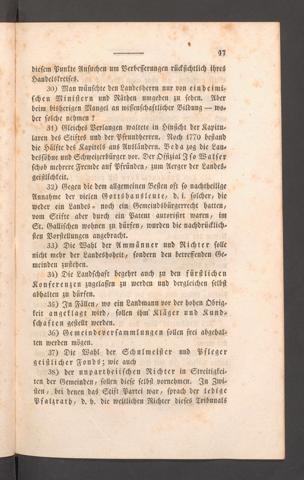 47
diesem Punkte Ansuchen um Verbesserungen rücksichtlich ihres
Handelskreises.
30) Man wünschte den Landesherrn nur von einheimi-
schen Ministern und Räthen umgeben zu sehen. Aber
beim bisherigen Mangel an wissenschaftlicher Bildung — wo-
her solche nehmen?
31) Gleiches Verlangen waltete in Hinsicht der Kapitu-
laren des Stiftes und der Pfrundherren. Noch 1770 bestand
die Hälfte des Kapitels aus Ausländern. Beda zog die Lan-
dessöhne und Schweizerbürger vor. Der Offizial Iso Walser
schob mehrere Fremde auf Pfründen, zum Aerger der Landes-
geistlichkeit.
32) Gegen die dem allgemeinen Besten oft so nachtheilige
Annahme der vielen Gottshausleute, d. i. solcher, die
weder ein Landes- noch ein Gemeindsbürgerrecht hatten,
vom Stifte aber durch ein Patent autorisirt waren, im
St. Gallischen wohnen zu dürfen, wurden die nachdrücklich-
sten Vorstellungen angebracht.
33) Die Wahl der Ammänner und Richter solle
nicht mehr der Landeshoheit, sondern den betreffenden Ge-
meinden zustehen.
34) Die Landschaft begehrt auch zu den fürstlichen
Konferenzen zugelassen zu werden und dergleichen selbst
abhalten zu dürfen.
35) In Fällen, wo ein Landmann vor der hohen Obrig-
keit angeklagt wird, sollen ihm Kläger und Kund-
schaften gestellt werden.
36) Gemeindeversammlungen sollen frei abgehal-
ten werden mögen.
37) Die Wahl der Schulmeister und Pfleger
geistlicher Fonds; wie auch
38) der unpartheiischen Richter in Streitigkei-
ten der Gemeinden, sollen diese selbst vornehmen. In Zwi-
sten, bei denen das Stift Partei war, sprach der ledige
Pfalzrath, d. h. die weltlichen Richter dieses Tribunals